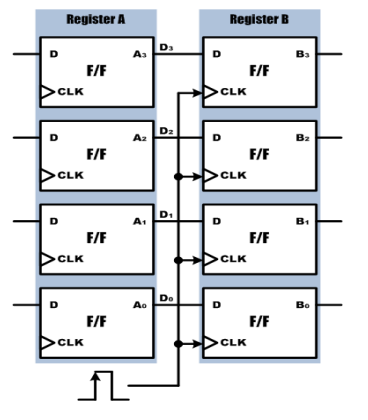 Register A Register B
D A₃ D₃ D B₃
F/F F/F
CLK CLK
D A₂ D₂ D B₂
F/F F/F
CLK CLK
D A₁ D₁ D B₁
F/F F/F
CLK CLK
D A₀ D₀ D B₀
F/F F/F
CLK CLK